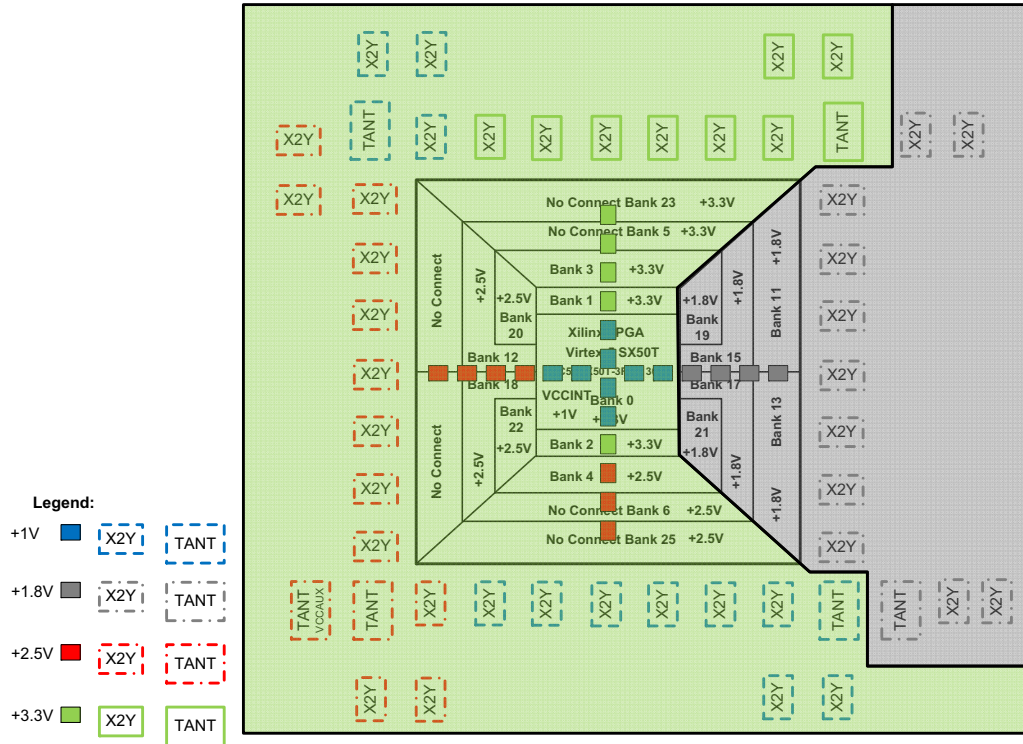 X2Y
X2Y
X2Y
X2Y
X2Y
TANT
X2Y
X2Y
X2Y
X2Y
X2Y
X2Y
X2Y
TANT
X2Y
X2Y
X2Y
X2Y
X2Y
No Connect Bank 23 +3.3V
No Connect Bank 5 +3.3V
X2Y
Bank 3 +3.3V
X2Y
Bank 1 +3.3V
No Connect
+2.5V
+2.5V
Bank
20
+1.8V
Bank
19
+1.8V
Bank 11
+1.8V
X2Y
X2Y
Xilinx
Virtex SX50T
Bank 12
Bank 15
X2Y
X2Y
Bank 18
Bank 17
VCCINT
+1V
Bank 0
Bank
22
+2.5V
Bank
21
+1.8V
Bank 13
X2Y
X2Y
Bank 2 +3.3V
No Connect
+2.5V
+1.8V
+1.8V
Bank 4 +2.5V
X2Y
X2Y
No Connect Bank 6 +2.5V
No Connect Bank 25 +2.5V
X2Y
X2Y
TANT
VCCAUX
TANT
X2Y
X2Y
X2Y
X2Y
X2Y
X2Y
TANT
TANT
X2Y
X2Y
X2Y
X2Y
X2Y
X2Y
Legend:
+1V X2Y TANT
+1.8V X2Y TANT
+2.5V X2Y TANT
+3.3V X2Y TANT